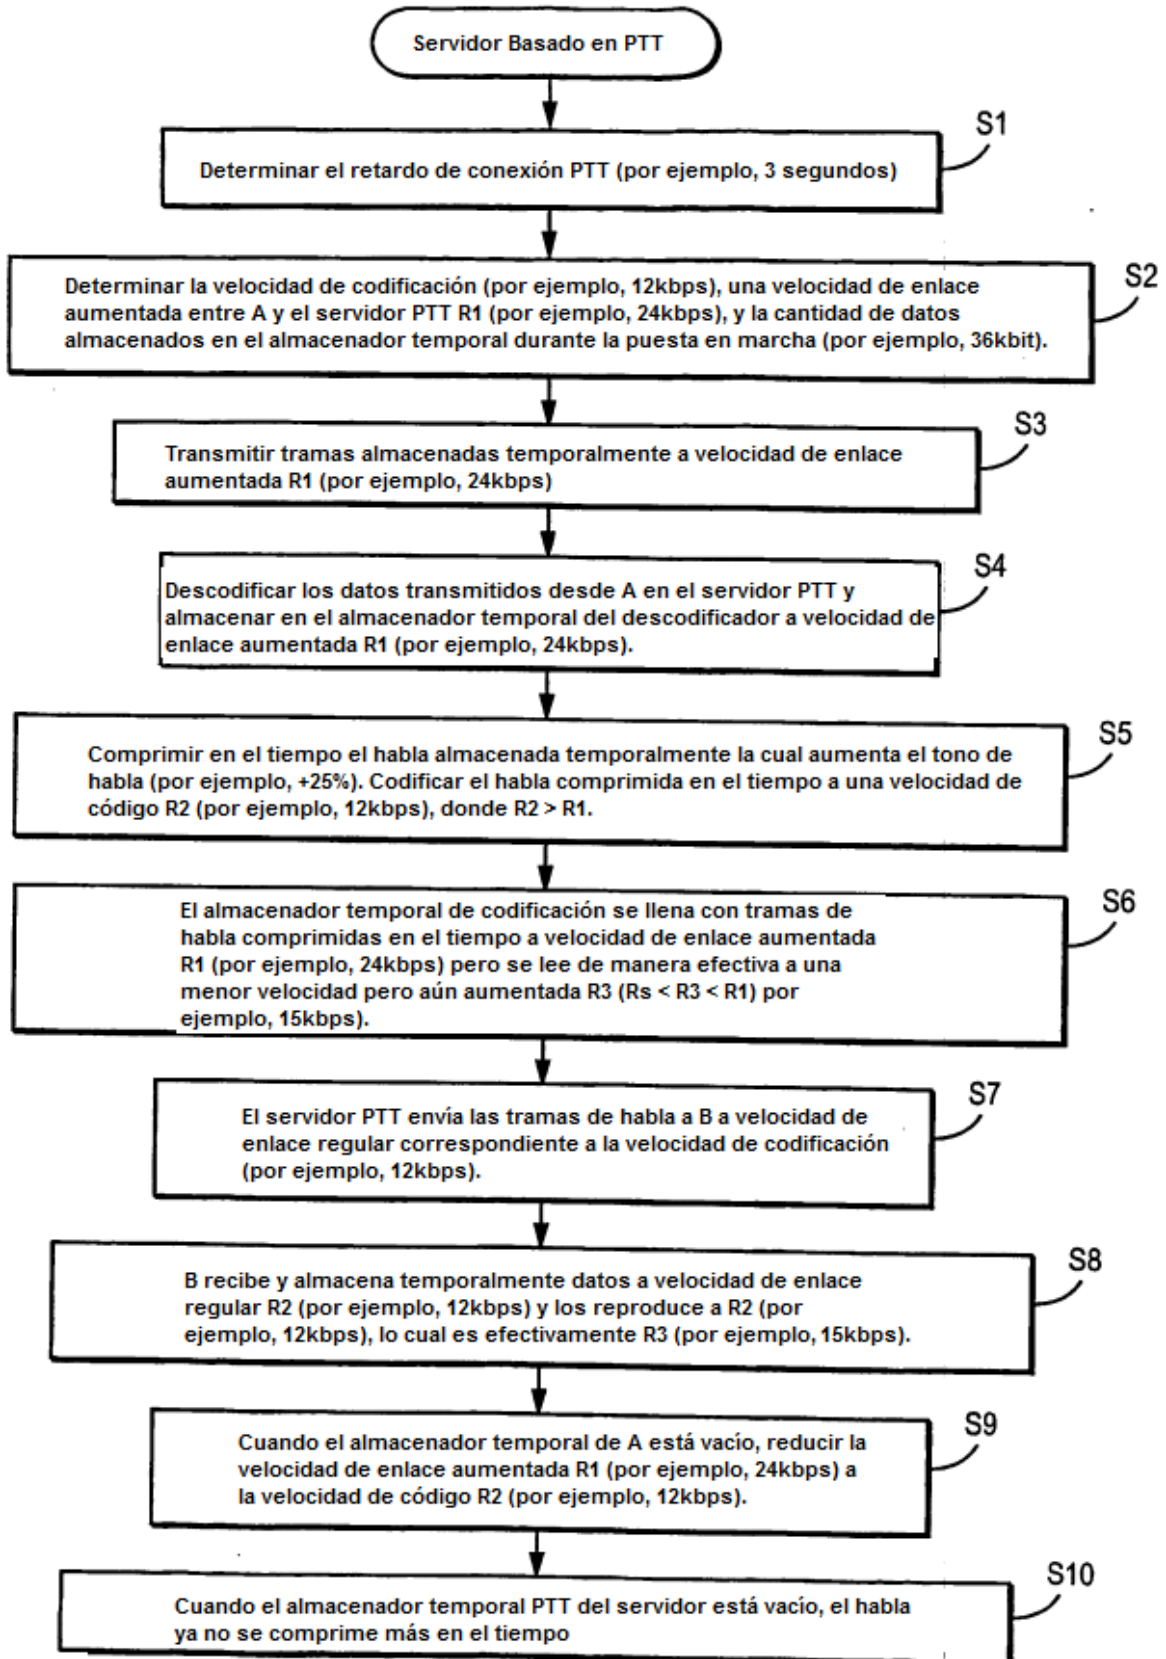 Servidor Basado en PTT
S1
Determinar el retardo de conexión PTT (por ejemplo, 3 segundos)
S2
Determinar la velocidad de codificación (por ejemplo, 12kbps), una velocidad de enlace
aumentada entre A y el servidor PTT R1 (por ejemplo, 24kbps), y la cantidad de datos
almacenados en el almacenador temporal durante la puesta en marcha (por ejemplo, 36kbit).
S3
Transmitir tramas almacenadas temporalmente a velocidad de enlace
aumentada R1 (por ejemplo, 24kbps)
S4
Descodificar los datos transmitidos desde A en el servidor PTT y
almacenar en el almacenador temporal del descodificador a velocidad de
enlace aumentada R1 (por ejemplo, 24kbps).
S5
Comprimir en el tiempo el habla almacenada temporalmente la cual aumenta el tono de
habla (por ejemplo, +25%). Codificar el habla comprimida en el tiempo a una velocidad de
código R2 (por ejemplo, 12kbps), donde R2 > R1.
S6
El almacenador temporal de codificación se llena con tramas de
habla comprimidas en el tiempo a velocidad de enlace aumentada
R1 (por ejemplo, 24kbps) pero se lee de manera efectiva a una
menor velocidad pero aún aumentada R3 (Rs < R3 < R1) por
ejemplo, 15kbps).
S7
El servidor PTT envía las tramas de habla a B a velocidad de
enlace regular correspondiente a la velocidad de codificación
(por ejemplo, 12kbps).
S8
B recibe y almacena temporalmente datos a velocidad de enlace
regular R2 (por ejemplo, 12kbps) y los reproduce a R2 (por
ejemplo, 12kbps), lo cual es efectivamente R3 (por ejemplo, 15kbps).
S9
Cuando el almacenador temporal de A está vacío, reducir la
velocidad de enlace aumentada R1 (por ejemplo, 24kbps) a
la velocidad de código R2 (por ejemplo, 12kbps).
S10
Cuando el almacenador temporal PTT del servidor está vacío, el habla
ya no se comprime más en el tiempo